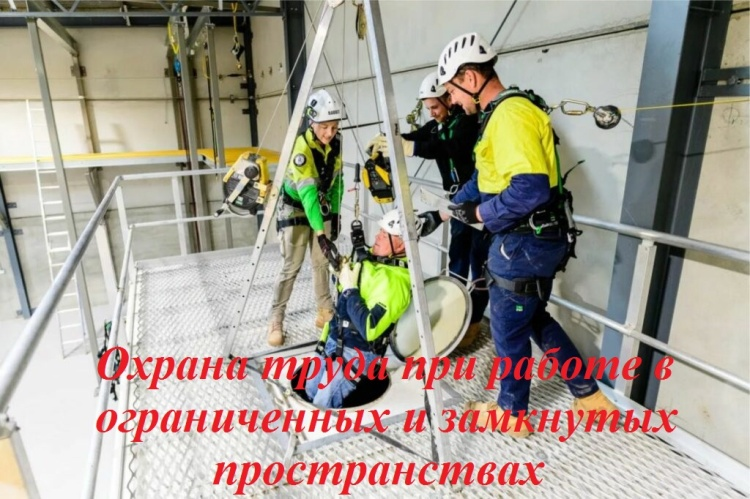 Охрана труда при работе в
ограниченных и замкнутых
пространствах